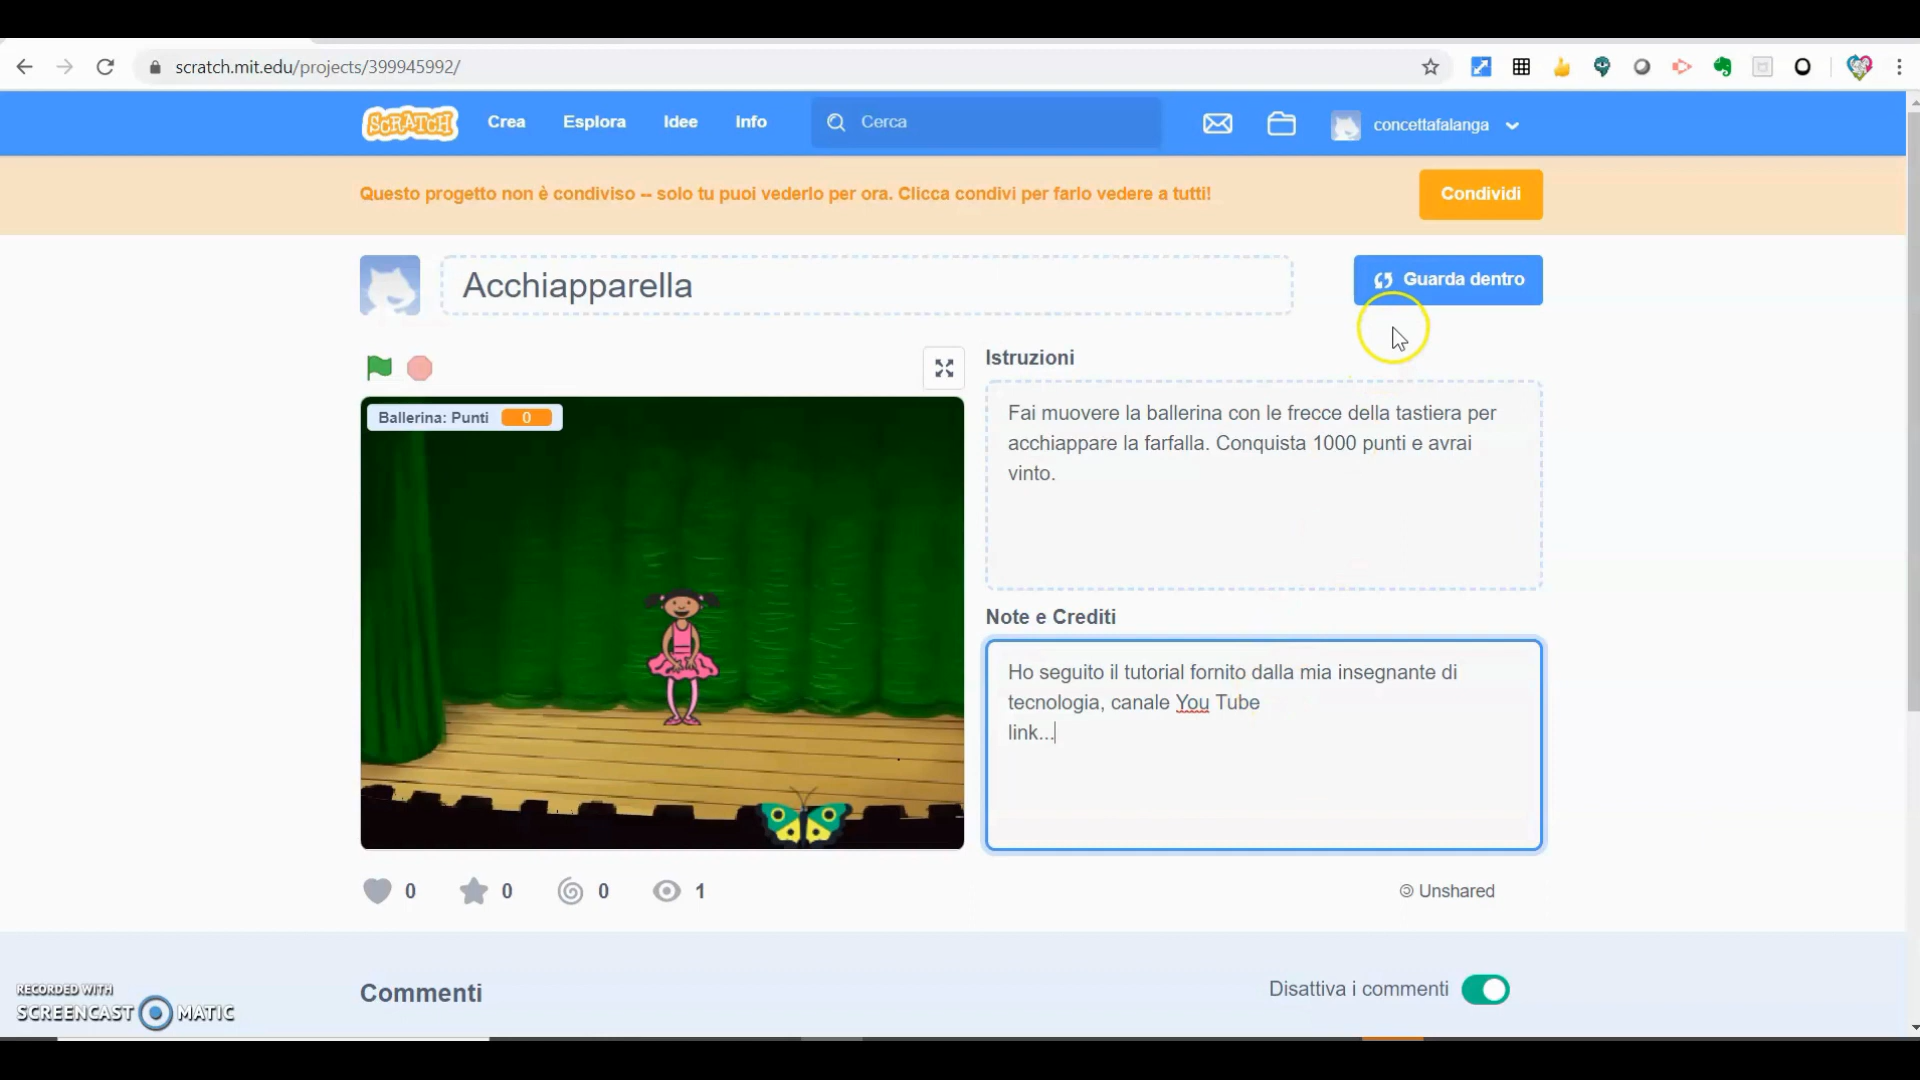 scratch.mit.edu/projects/399945992/
SCRATCH
Crea
Esplora
Idee
Info
Cerca
concettafalanga
Questo progetto non è condiviso -- solo tu puoi vederlo per ora. Clicca condivi per farlo vedere a tutti!
Condividi
Acchiapparella
Guarda dentro
Ballerina: Punti 0
Istruzioni
Fai muovere la ballerina con le frecce della tastiera per
acchiappare la farfalla. Conquista 1000 punti e avrai
vinto.
Note e Crediti
Ho seguito il tutorial fornito dalla mia insegnante di
tecnologia, canale You Tube
link...
0
0
0
1
Unshared
Commenti
Disattiva i commenti
RECORDED WITH
SCREENCAST MATIC